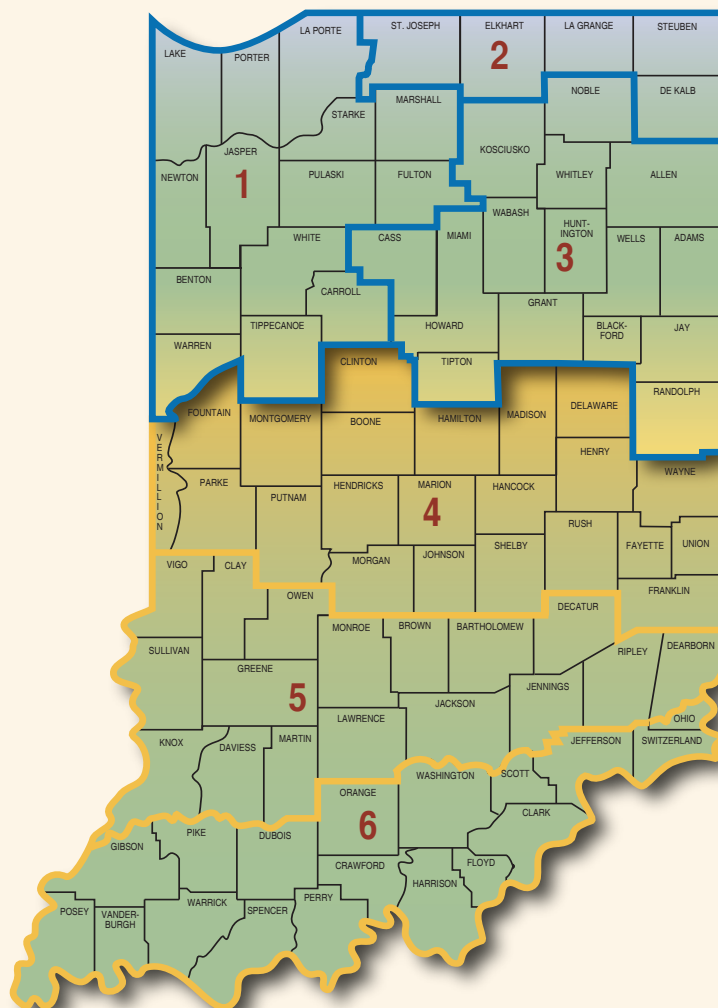 ST. JOSEPH
ELKHART
LA GRANGE
STEUBEN
LA PORTE
LAKE
PORTER
2
NOBLE
DE KALB
MARSHALL
STARKE
JASPER
KOSCIUSKO
NEWTON
1
PULASKI
FULTON
WHITLEY
ALLEN
WABASH
HUNT-
INGTON
WHITE
CASS
MIAMI
WELLS
ADAMS
3
BENTON
CARROLL
GRANT
TIPPECANOE
HOWARD
BLACK-
FORD
JAY
WARREN
CLINTON
TIPTON
RANDOLPH
FOUNTAIN
MONTGOMERY
BOONE
HAMILTON
MADISON
DELAWARE
VERMILLION
HENRY
WAYNE
PARKE
PUTNAM
HENDRICKS
MARION
HANCOCK
4
RUSH
MORGAN
JOHNSON
SHELBY
FAYETTE
UNION
VIGO
CLAY
FRANKLIN
OWEN
DECATUR
MONROE
BROWN
BARTHOLOMEW
SULLIVAN
RIPLEY
DEARBORN
GREENE
JENNINGS
5
JACKSON
LAWRENCE
OHIO
KNOX
DAVIESS
MARTIN
JEFFERSON
SWITZERLAND
WASHINGTON
SCOTT
ORANGE
CLARK
6
GIBSON
PIKE
DUBOIS
CRAWFORD
FLOYD
HARRISON
POSEY
VANDER-
BURGH
WARRICK
SPENCER
PERRY